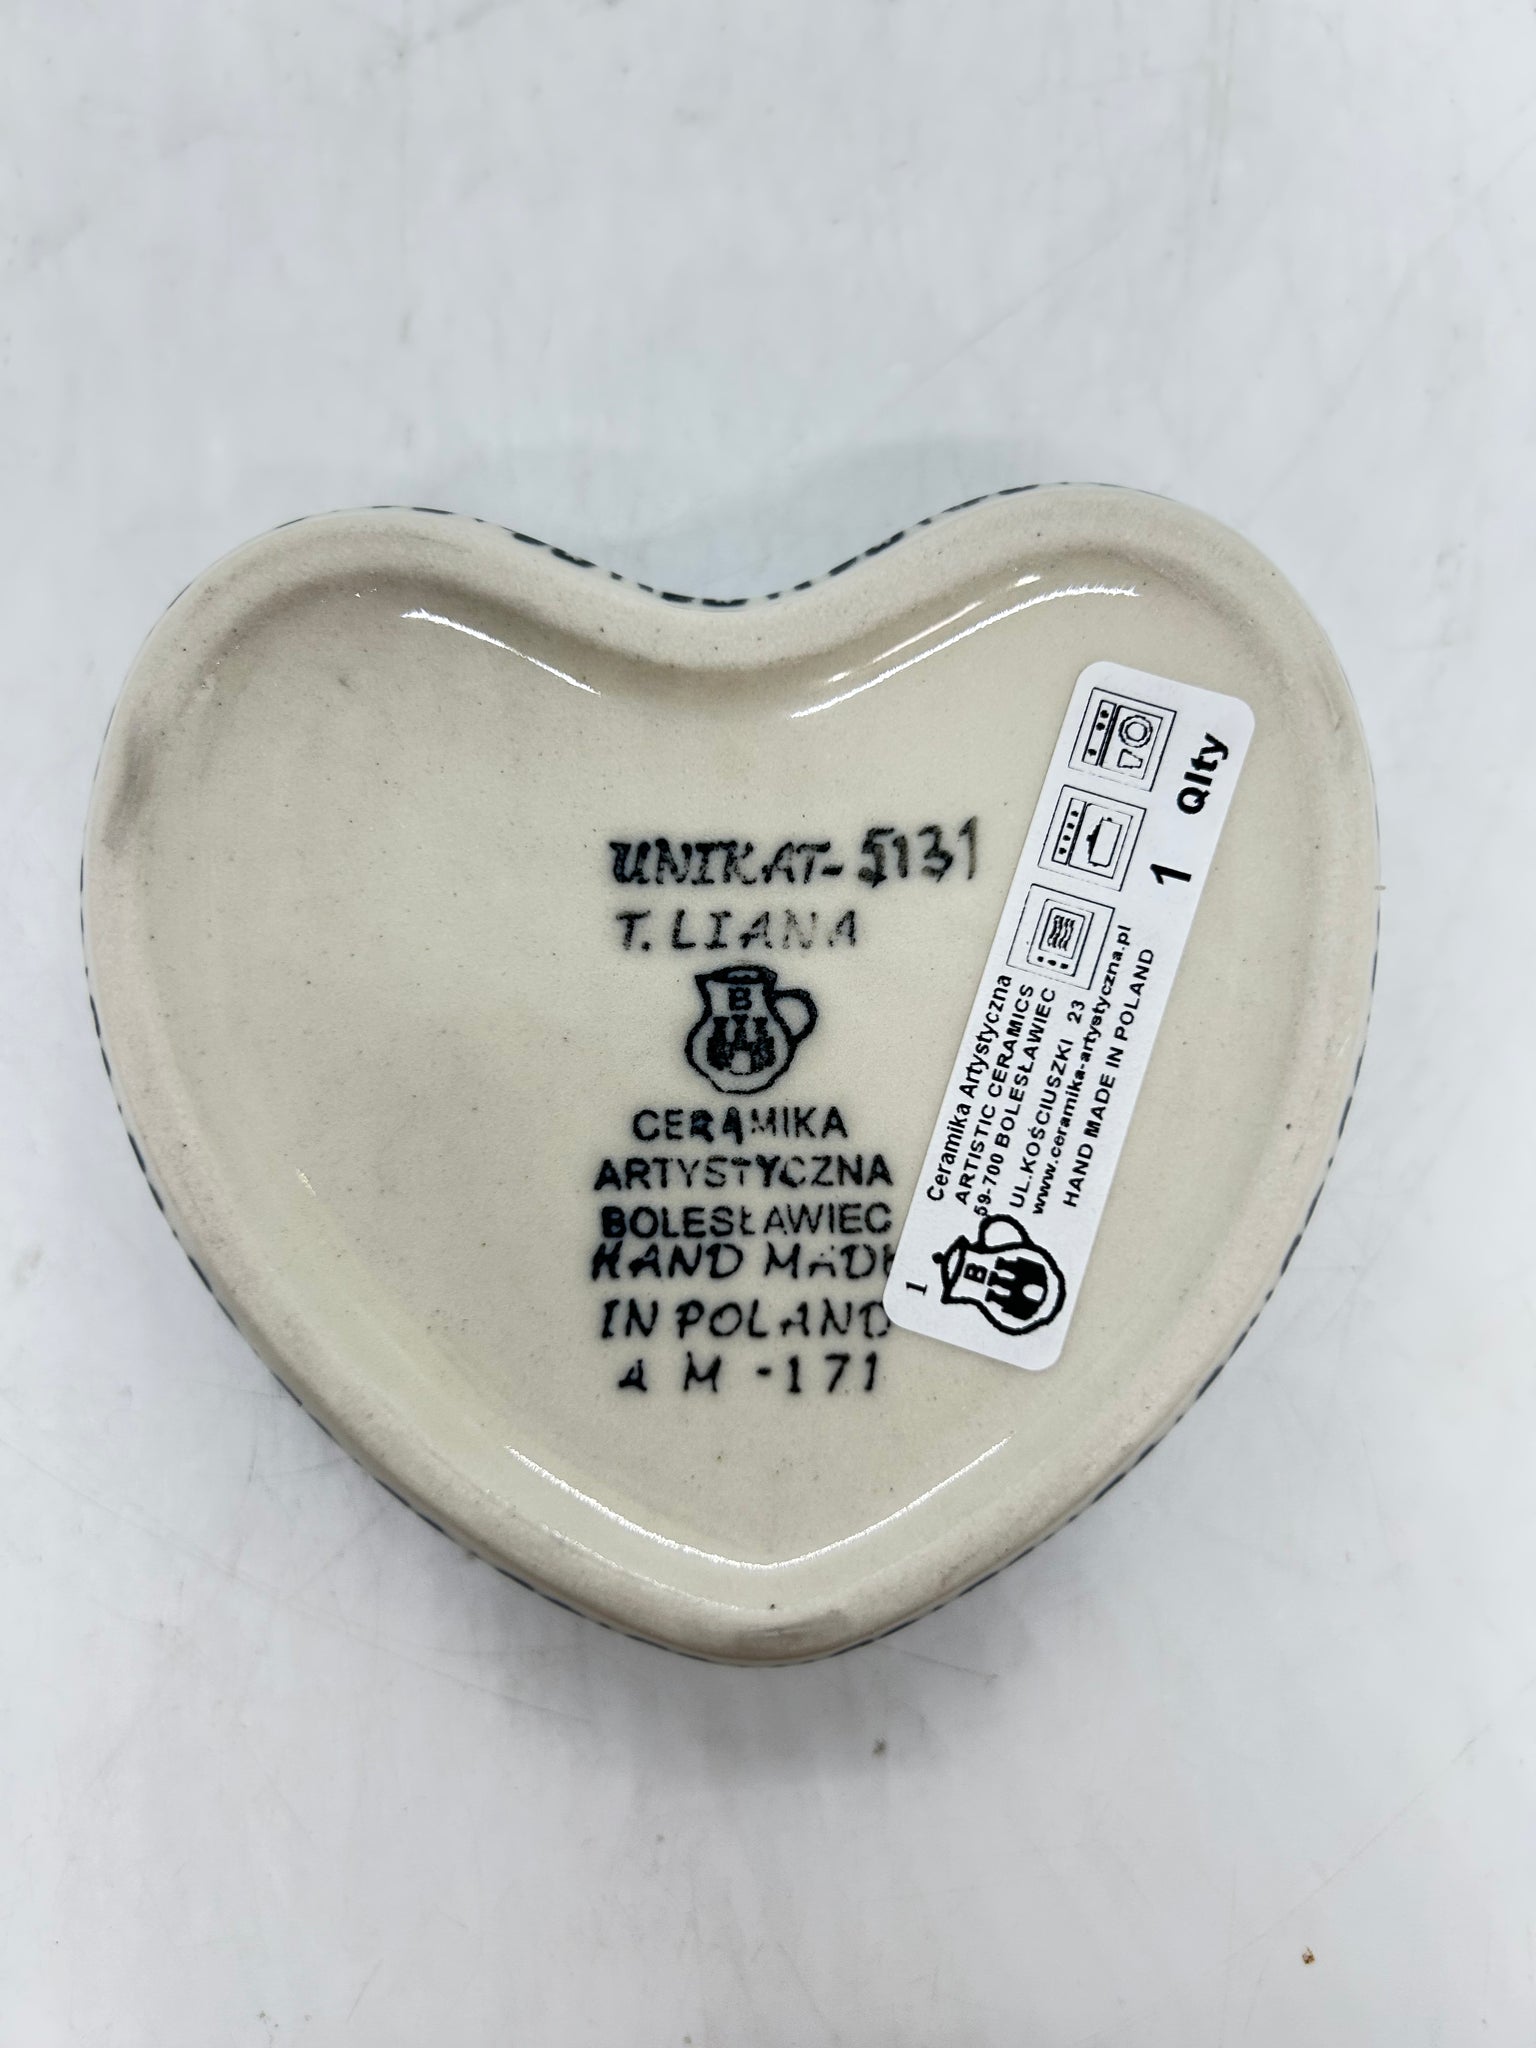 UNIKAT-5131
T. LIANA
B
CERAMIKA
ARTYSTYCZNA
BOLESŁAWIEC
HAND MADE
IN POLAND
A M -171
1 Qlty
Ceramika Artystyczna
ARTISTIC CERAMICS
59-700 BOLESŁAWIEC
UL.KOŚCIUSZKI 23
www.ceramika-artystyczna.pl
HAND MADE IN POLAND
B
1